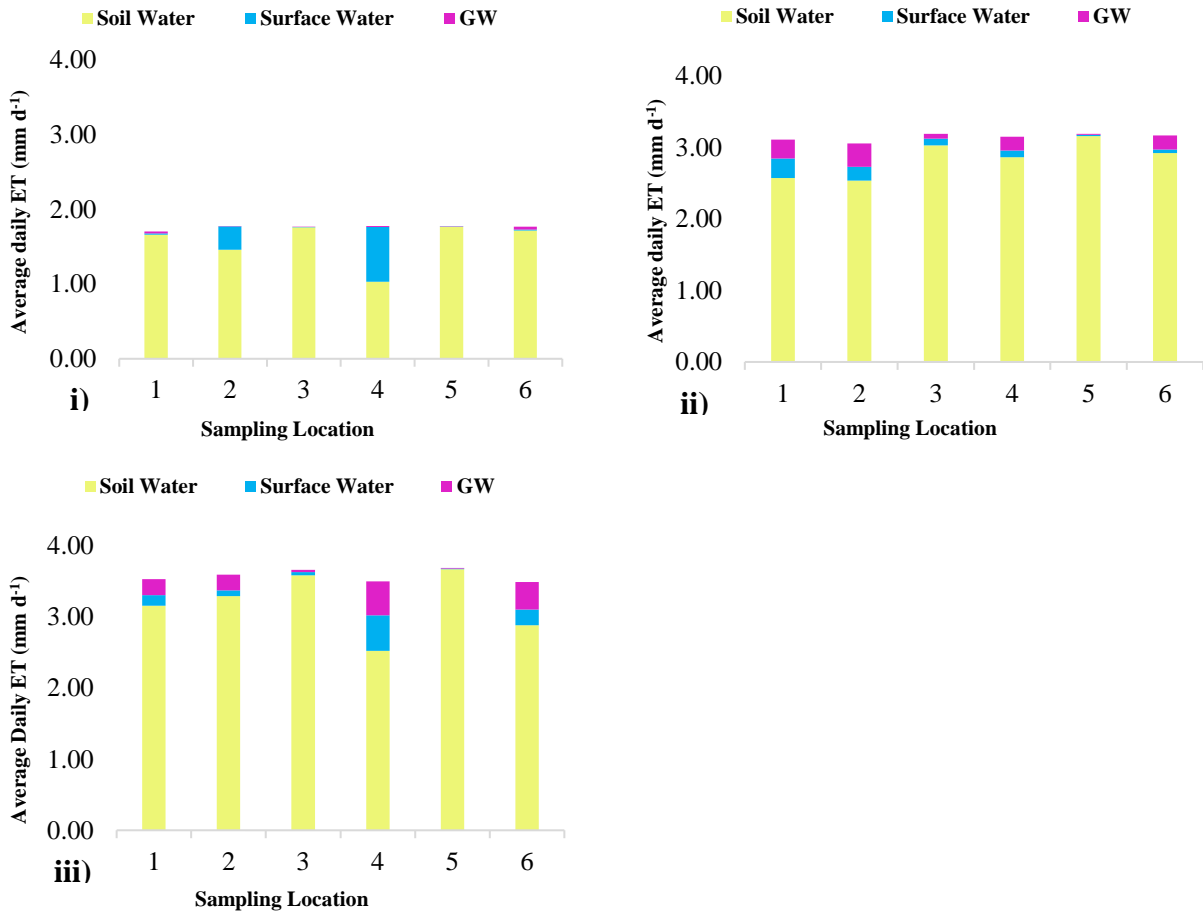 Soil Water Surface Water GW
4.00
3.00
2.00
1.00
0.00
Average daily ET (mm d-1)
1 2 3 4 5 6
i)
Sampling Location
Soil Water Surface Water GW
4.00
3.00
2.00
1.00
0.00
Average daily ET (mm d-1)
1 2 3 4 5 6
ii)
Sampling Location
Soil Water Surface Water GW
4.00
3.00
2.00
1.00
0.00
Average Daily ET (mm d-1)
1 2 3 4 5 6
iii)
Sampling Location